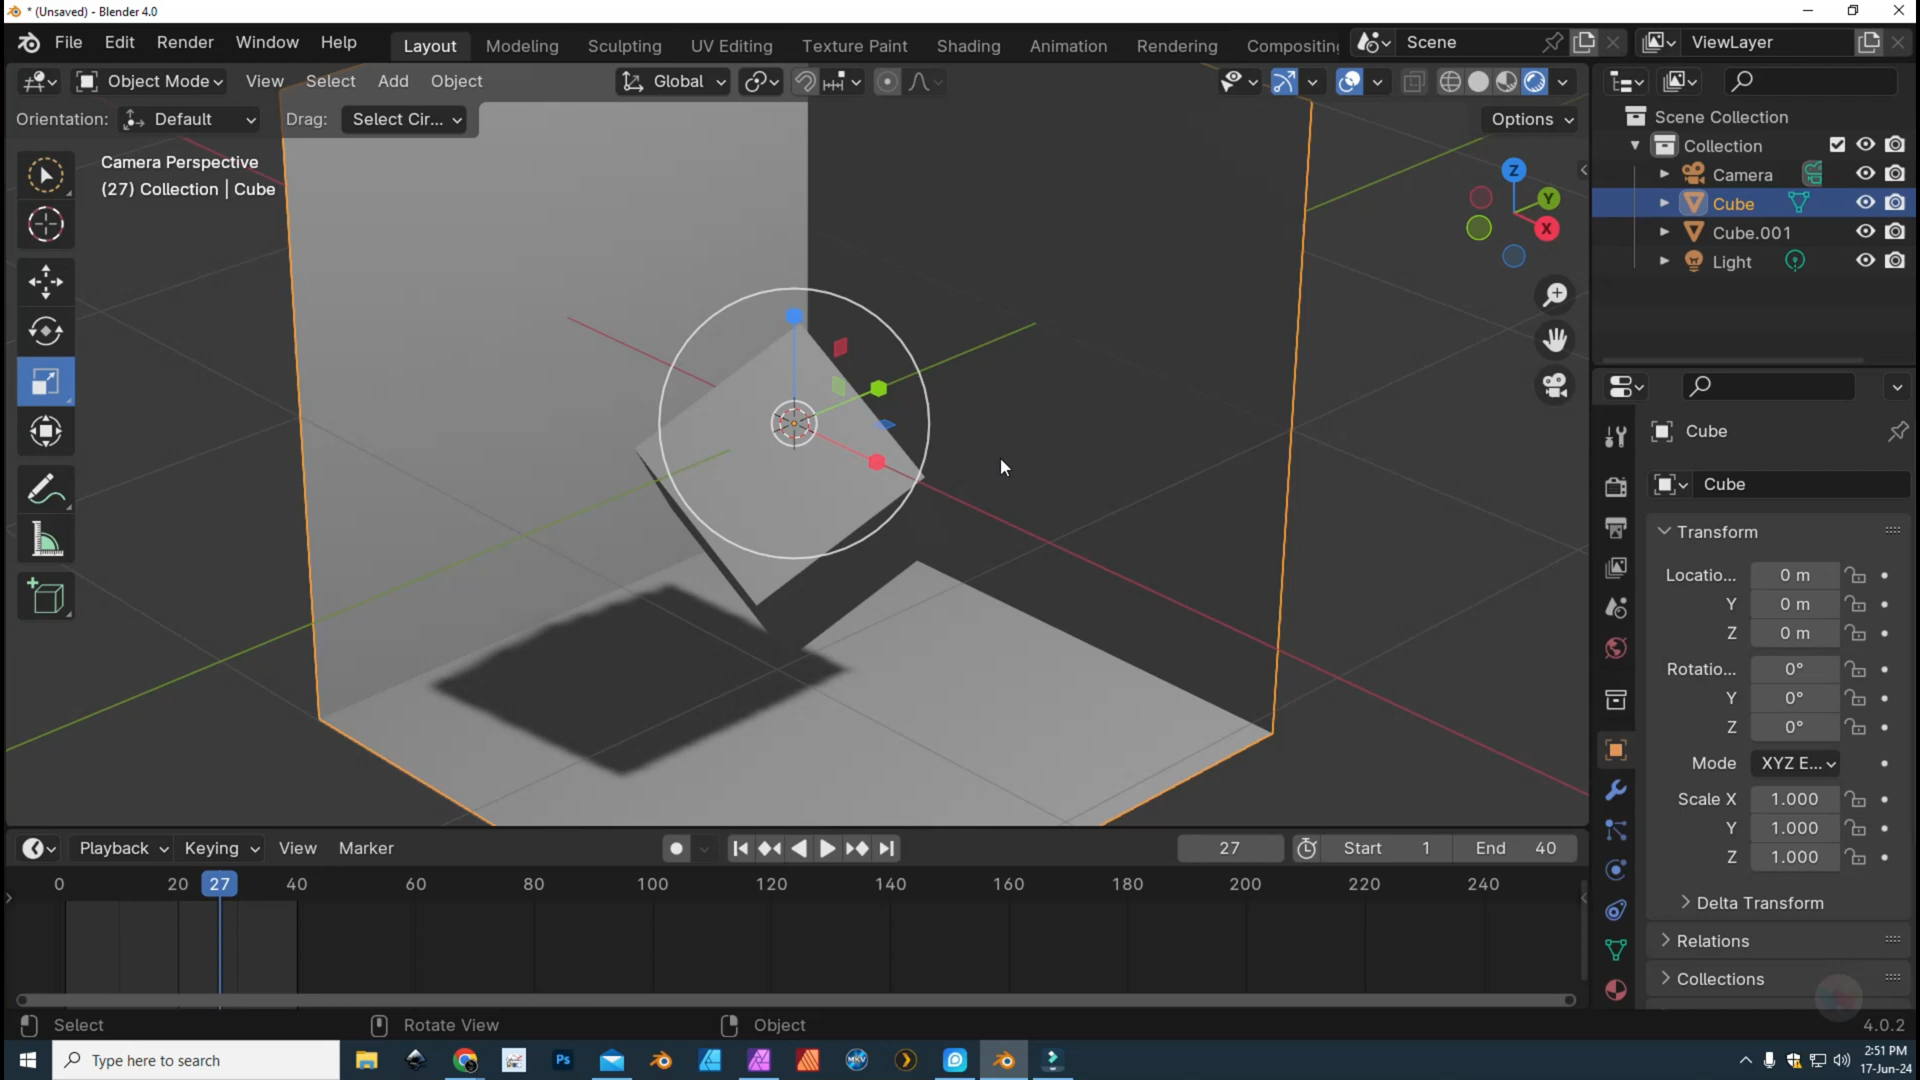 * (Unsaved) - Blender 4.0
File Edit Render Window Help Layout Modeling Sculpting UV Editing Texture Paint Shading Animation Rendering Compositing Scene ViewLayer
Object Mode View Select Add Object Global
Orientation: Default Drag: Select Cir... Options
Scene Collection
Collection
Camera
Cube
Cube.001
Light
Camera Perspective
(27) Collection | Cube
Z
Y
X
Cube
Cube
Transform
Locatio... 0 m
Y 0 m
Z 0 m
Rotatio... 0°
Y 0°
Z 0°
Mode XYZ E...
Scale X 1.000
Y 1.000
Z 1.000
Delta Transform
Relations
Collections
Playback Keying View Marker 27 Start 1 End 40
0 20 27 40 60 80 100 120 140 160 180 200 220 240
Select Rotate View Object 4.0.2
Type here to search Ps MKV 2:51 PM
17-Jun-24